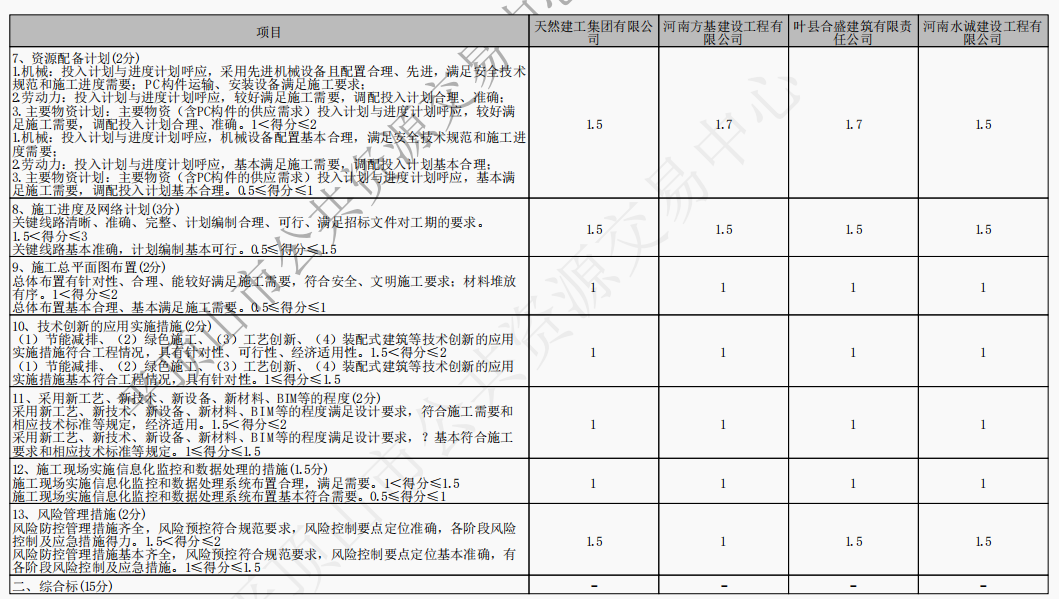 项目
天然建工集团有限公
司
河南方基建设工程有
限公司
叶县合盛建筑有限责
任公司
河南水诚建设工程有
限公司
7、资源配备计划(2分)
1.机械：投入计划与进度计划呼应，采用先进机械设备且配置合理、先进，满足安全技术
规范和施工进度需要；PC构件运输、安装设备满足施工要求；
2.劳动力：投入计划与进度计划呼应，较好满足施工需要，调配投入计划合理、准确；
3.主要物资计划：主要物资（含PC构件的供应需求）投入计划与进度计划呼应，较好满
足施工需要，调配投入计划合理、准确。1<得分≤2
1.机械：投入计划与进度计划呼应，机械设备配置基本合理，满足安全技术规范和施工进
度需要；
2.劳动力：投入计划与进度计划呼应，基本满足施工需要，调配投入计划基本合理；
3.主要物资计划：主要物资（含PC构件的供应需求）投入计划与进度计划呼应，基本满
足施工需要，调配投入计划基本合理。0.5≤得分≤1
1.5
1.7
1.7
1.5
8、施工进度及网络计划(3分)
关键线路清晰、准确、完整、计划编制合理、可行、满足招标文件对工期的要求。
1.5<得分≤3
关键线路基本准确，计划编制基本可行。0.5≤得分≤1.5
1.5
1.5
1.5
1.5
9、施工总平面图布置(2分)
总体布置有针对性、合理、能较好满足施工需要，符合安全、文明施工要求；材料堆放
有序。1<得分≤2
总体布置基本合理、基本满足施工需要。0.5≤得分≤1
1
1
1
1
10、技术创新的应用实施措施(2分)
（1）节能减排、（2）绿色施工、（3）工艺创新、（4）装配式建筑等技术创新的应用
实施措施符合工程情况，具有针对性、可行性、经济适用性。1.5<得分≤2
（1）节能减排、（2）绿色施工、（3）工艺创新、（4）装配式建筑等技术创新的应用
实施措施基本符合工程情况，具有针对性。1≤得分≤1.5
1
1
1
1
11、采用新工艺、新技术、新设备、新材料、BIM等的程度(2分)
采用新工艺、新技术、新设备、新材料、BIM等的程度满足设计要求，符合施工需要和
相应技术标准等规定，经济适用。1.5<得分≤2
采用新工艺、新技术、新设备、新材料、BIM等的程度满足设计要求，？基本符合施工
要求和相应技术标准等规定。1≤得分≤1.5
1
1
1
1
12、施工现场实施信息化监控和数据处理的措施(1.5分)
施工现场实施信息化监控和数据处理系统布置合理，满足需要。1<得分≤1.5
施工现场实施信息化监控和数据处理系统布置基本符合需要。0.5≤得分≤1
1
1
1
1
13、风险管理措施(2分)
风险防控管理措施齐全，风险预控符合规范要求，风险控制要点定位准确，各阶段风险
控制及应急措施得力。1.5<得分≤2
风险防控管理措施基本齐全，风险预控符合规范要求，风险控制要点定位基本准确，有
各阶段风险控制及应急措施。1≤得分≤1.5
1.5
1
1.5
1.5
二、综合标(15分)
-
-
-
-
平顶山市公共资源交易中心
平顶山市公共资源交易中心